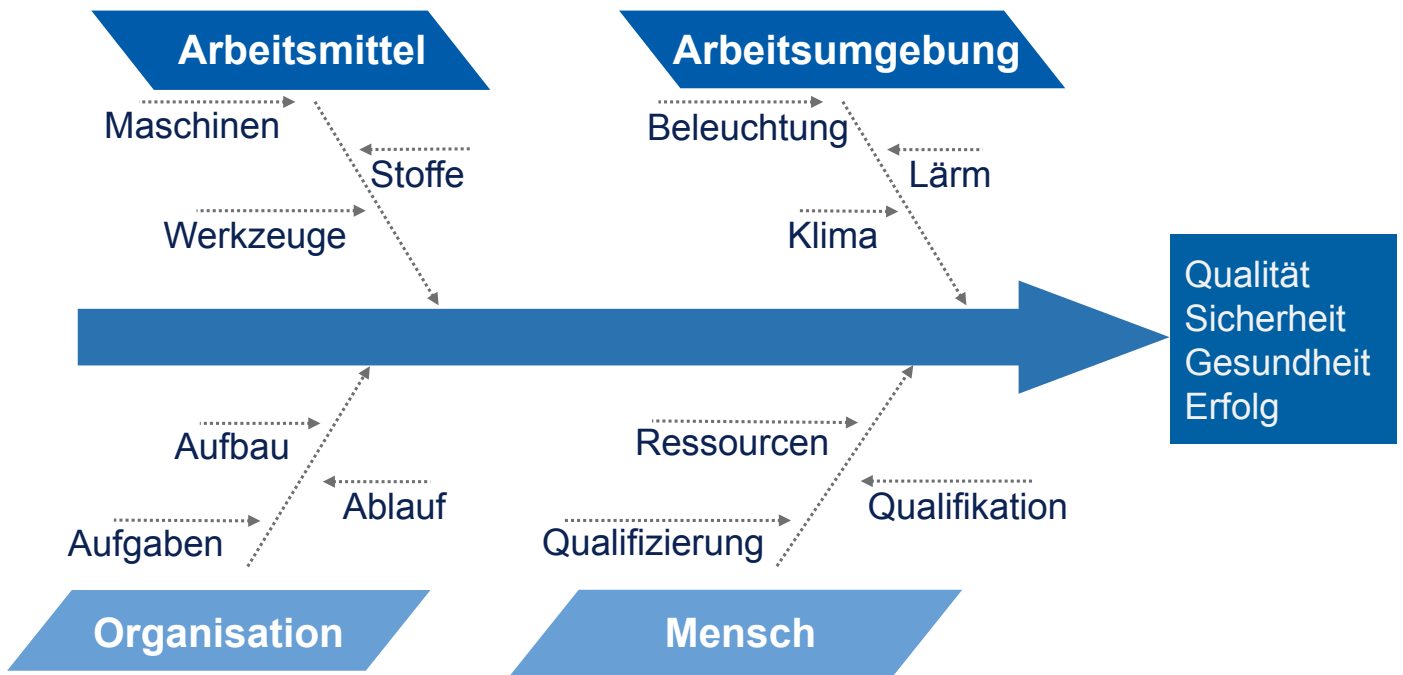 Arbeitsmittel
Arbeitsumgebung
Maschinen
Stoffe
Werkzeuge
Beleuchtung
Lärm
Klima
Qualität
Sicherheit
Gesundheit
Erfolg
Aufbau
Ablauf
Aufgaben
Ressourcen
Qualifikation
Qualifizierung
Organisation
Mensch